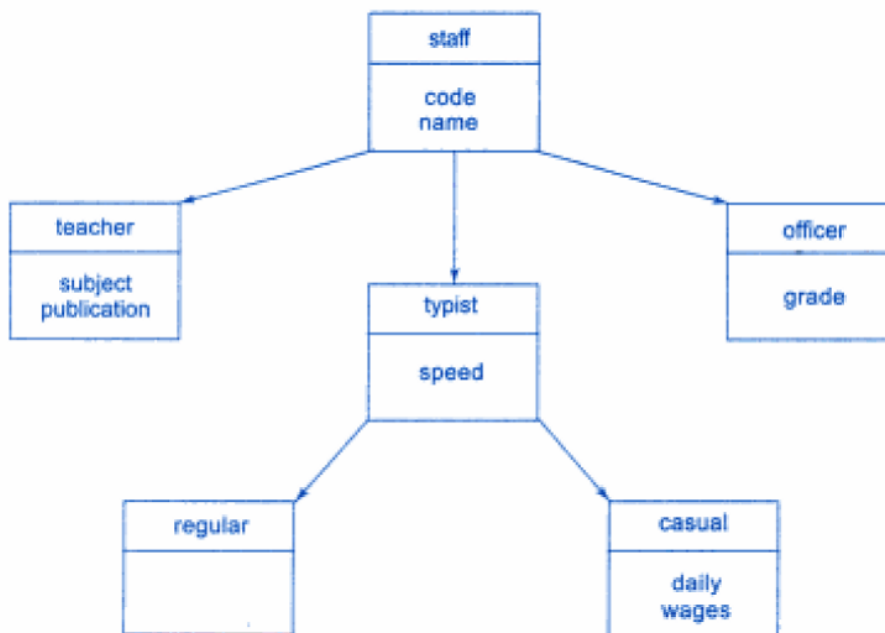 staff
code
name
teacher
subject
publication
typist
speed
officer
grade
regular
casual
daily
wages